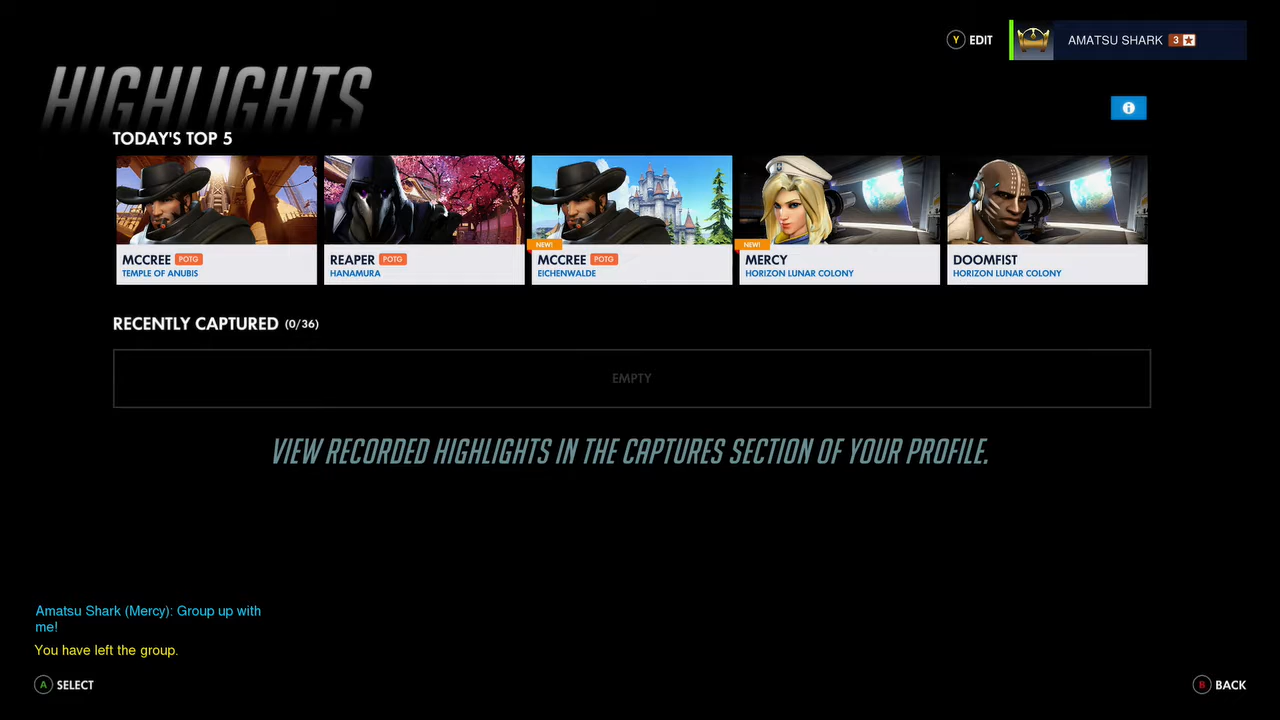 Y EDIT
AMATSU SHARK 3
HIGHLIGHTS
TODAY'S TOP 5
MCCREE POTG
TEMPLE OF ANUBIS
REAPER POTG
HANAMURA
NEW!
MCCREE POTG
EICHENWALDE
NEW!
MERCY
HORIZON LUNAR COLONY
DOOMFIST
HORIZON LUNAR COLONY
RECENTLY CAPTURED (0/36)
EMPTY
VIEW RECORDED HIGHLIGHTS IN THE CAPTURES SECTION OF YOUR PROFILE.
Amatsu Shark (Mercy): Group up with
me!
You have left the group.
A SELECT
B BACK